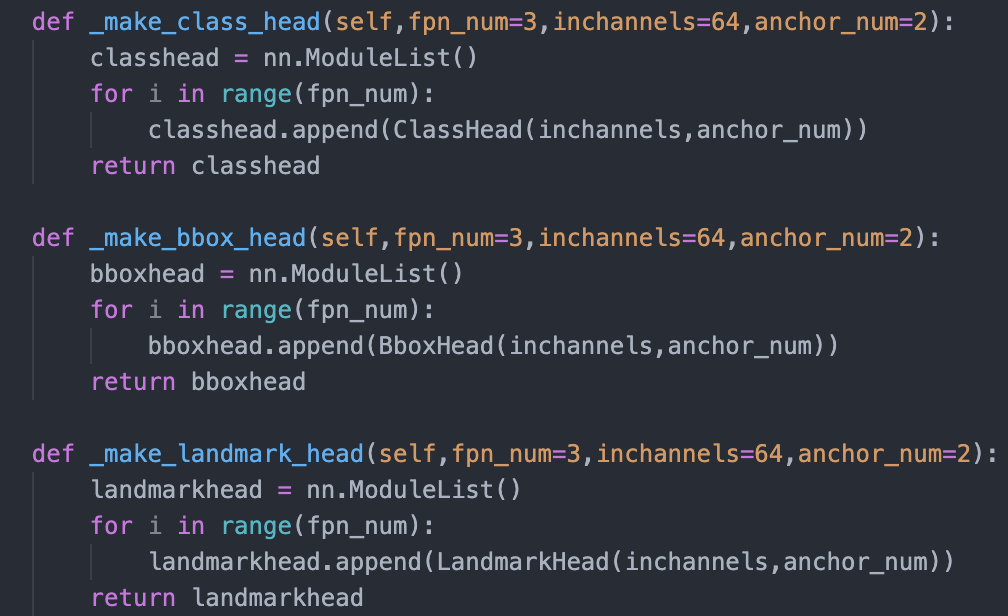 def _make_class_head(self,fpn_num=3,inchannels=64,anchor_num=2):
    classhead = nn.ModuleList()
    for i in range(fpn_num):
        classhead.append(ClassHead(inchannels,anchor_num))
    return classhead

def _make_bbox_head(self,fpn_num=3,inchannels=64,anchor_num=2):
    bboxhead = nn.ModuleList()
    for i in range(fpn_num):
        bboxhead.append(BboxHead(inchannels,anchor_num))
    return bboxhead

def _make_landmark_head(self,fpn_num=3,inchannels=64,anchor_num=2):
    landmarkhead = nn.ModuleList()
    for i in range(fpn_num):
        landmarkhead.append(LandmarkHead(inchannels,anchor_num))
    return landmarkhead